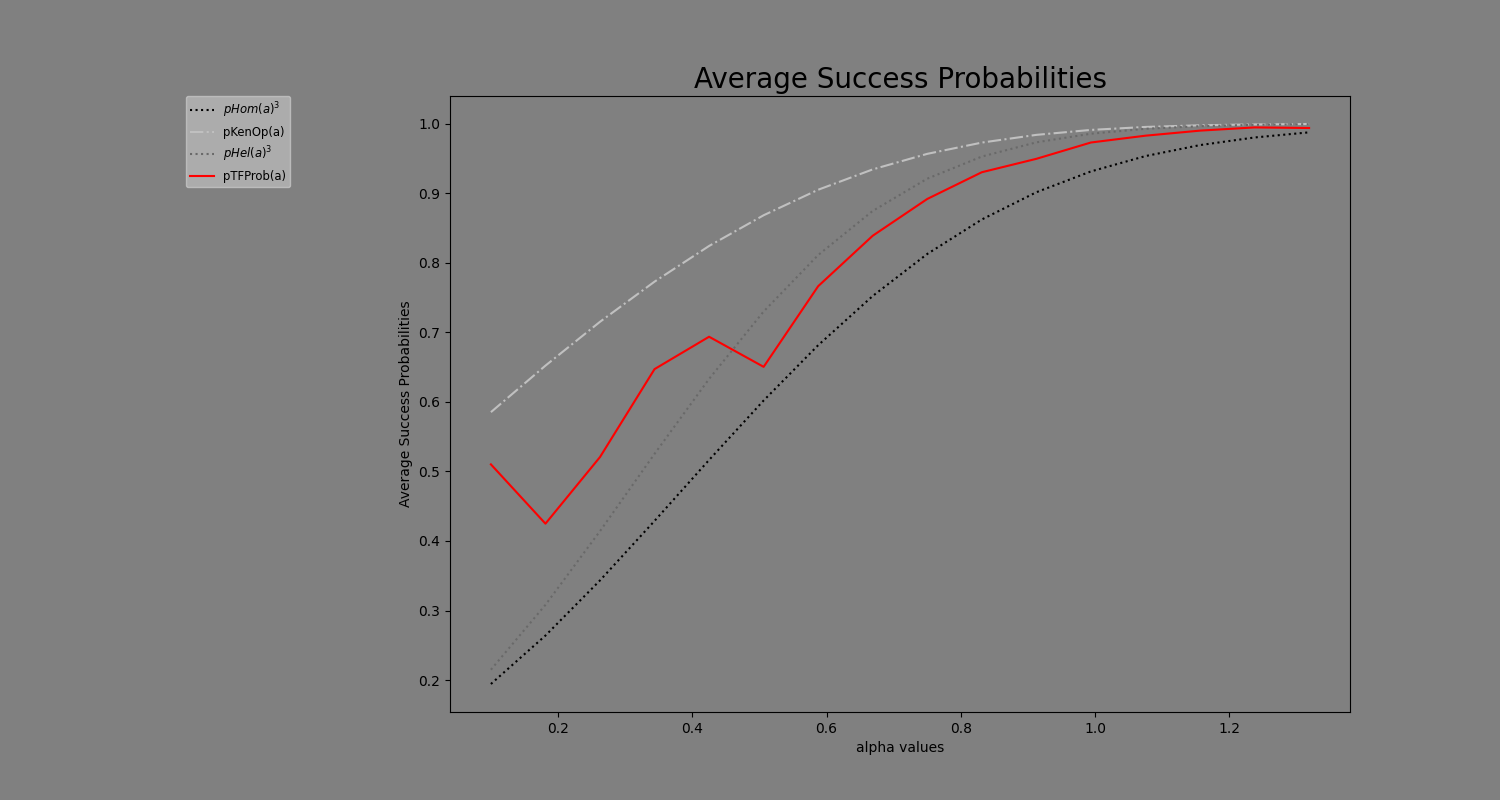 Average Success Probabilities
pHom(a)³
pKenOp(a)
pHel(a)³
pTFProb(a)
1.0
0.9
0.8
0.7
0.6
0.5
0.4
0.3
0.2
Average Success Probabilities
0.2 0.4 0.6 0.8 1.0 1.2
alpha values